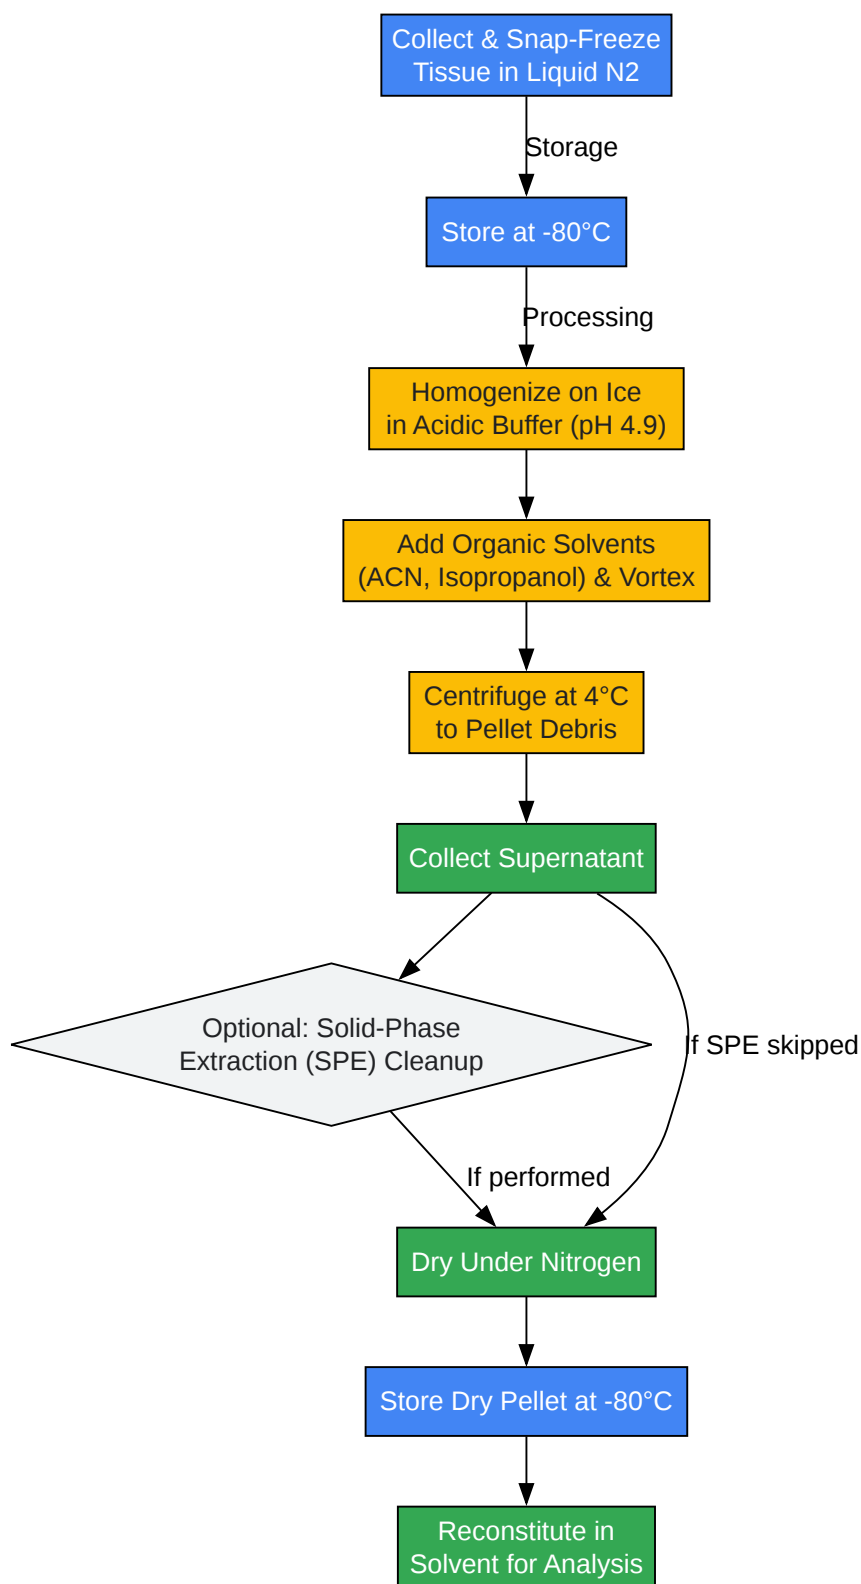 Collect & Snap-Freeze
Tissue in Liquid N2
Storage
Store at -80°C
Processing
Homogenize on Ice
in Acidic Buffer (pH 4.9)
Add Organic Solvents
(ACN, Isopropanol) & Vortex
Centrifuge at 4°C
to Pellet Debris
Collect Supernatant
Optional: Solid-Phase
Extraction (SPE) Cleanup
If SPE skipped
If performed
Dry Under Nitrogen
Store Dry Pellet at -80°C
Reconstitute in
Solvent for Analysis